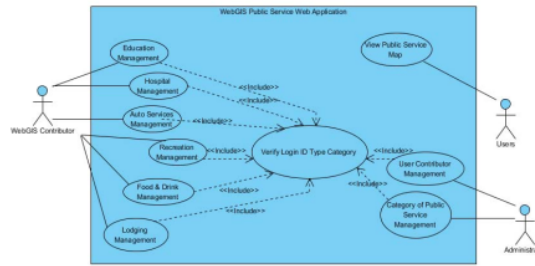 WebGIS Public Service Web Application
Education
Management
View Public Service
Map
Hospital
Management
<<Include>>
<<Include>>
Auto Services
Management
<<Include>>
WebGIS Contributor
Users
Verify Login ID Type Category
Recreation
Management
<<Include>>
<<Include>>
User Contributor
Management
Food & Drink
Management
<<Include>>
<<Include>>
Category of Public
Service Management
Lodging
Management
<<Include>>